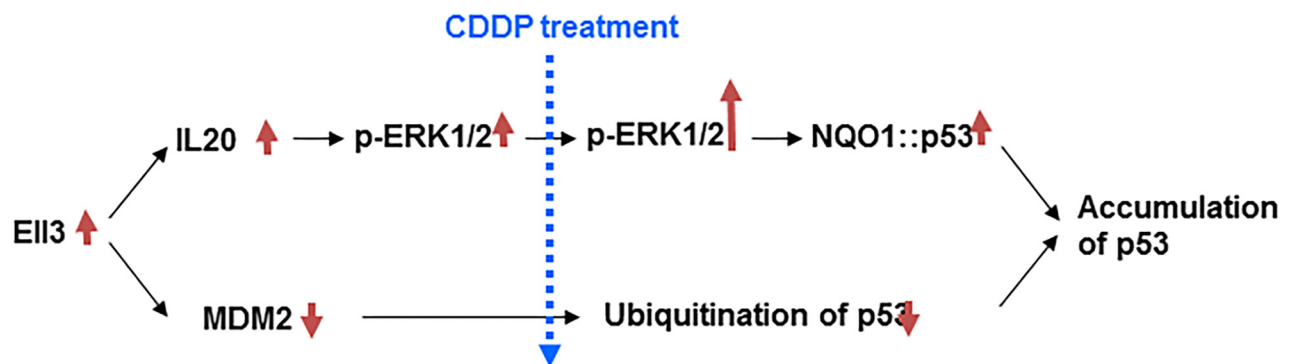 CDDP treatment
IL20
p-ERK1/2
p-ERK1/2
NQO1::p53
Ell3
Accumulation
of p53
MDM2
Ubiquitination of p53